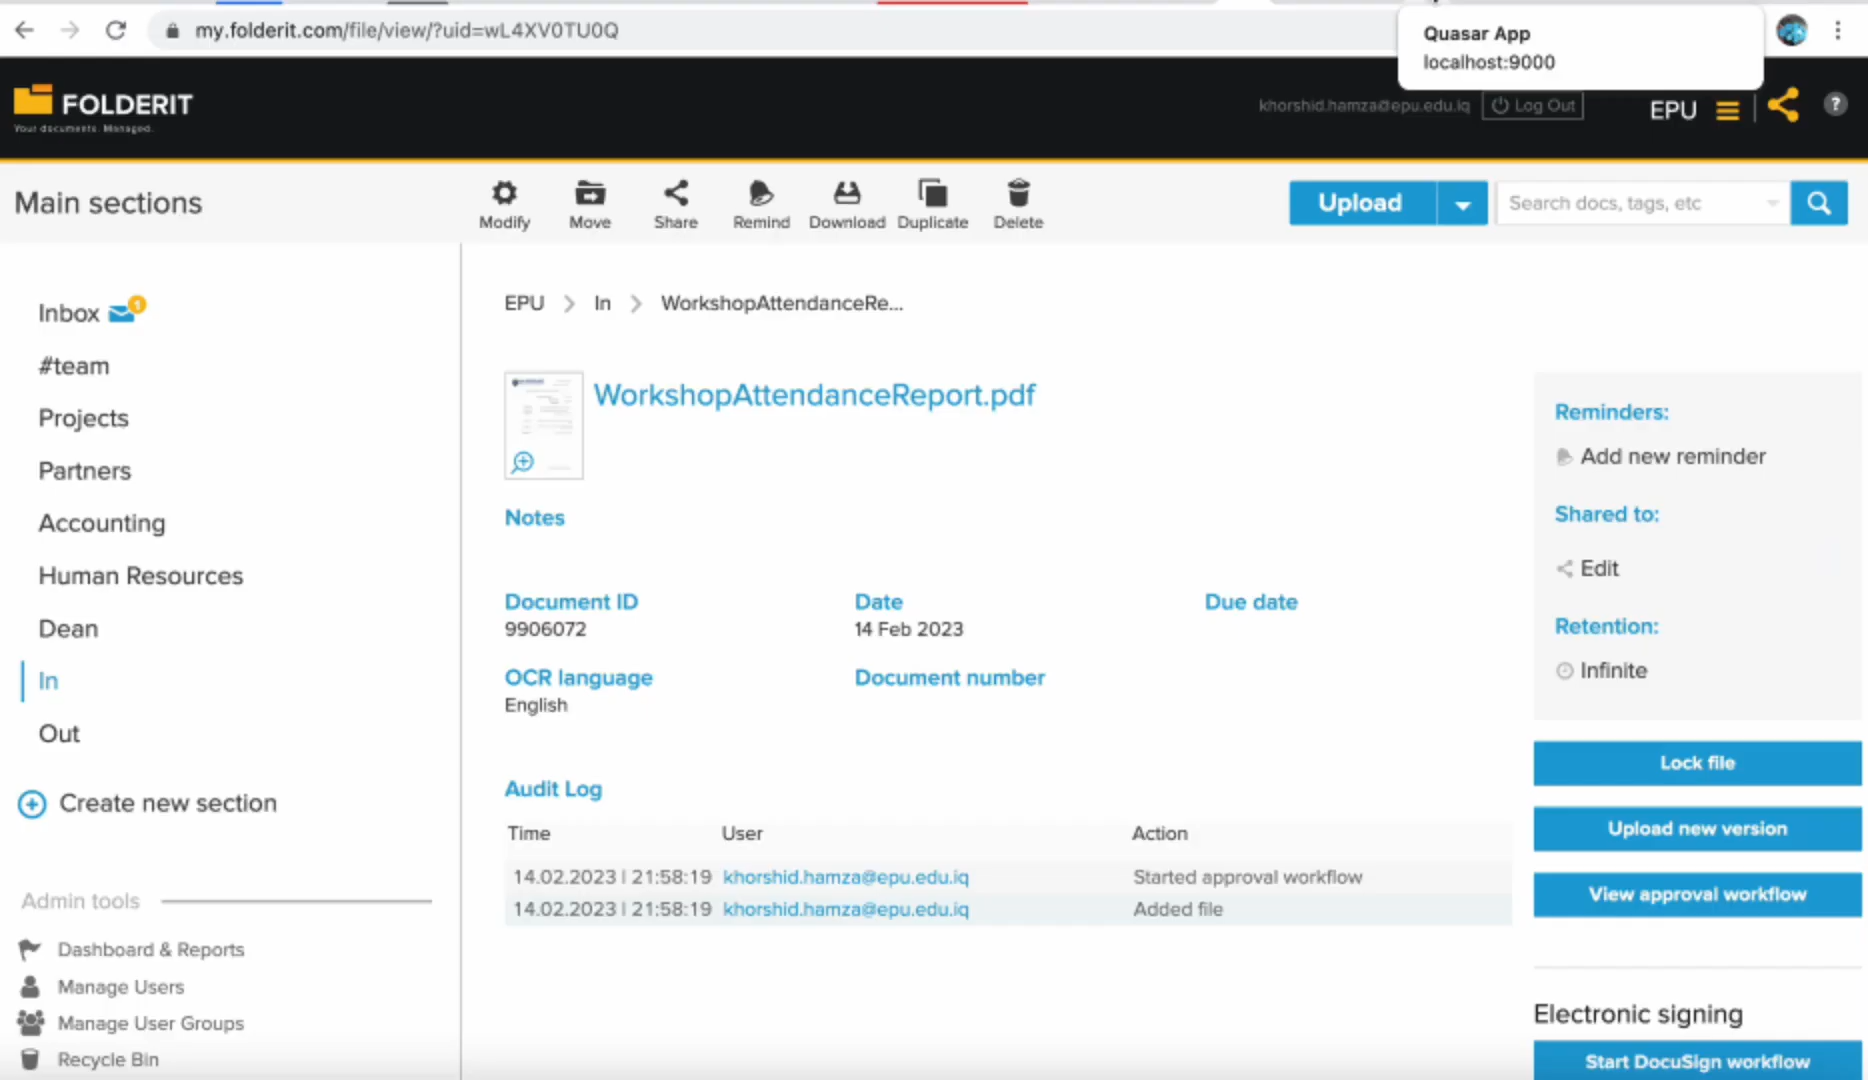 my.folderit.com/file/view/?uid=wL4XV0TU0Q
Quasar App
localhost:9000
FOLDERIT
Your documents. Managed.
khorshid.hamza@epu.edu.iq
Log Out
EPU
?
Main sections
Modify
Move
Share
Remind
Download
Duplicate
Delete
Upload
Search docs, tags, etc
Inbox
1
#team
Projects
Partners
Accounting
Human Resources
Dean
In
Out
Create new section
Admin tools
Dashboard & Reports
Manage Users
Manage User Groups
Recycle Bin
EPU > In > WorkshopAttendanceRe...
WorkshopAttendanceReport.pdf
Notes
Document ID
9906072
Date
14 Feb 2023
Due date
OCR language
English
Document number
Audit Log
Time User Action
14.02.2023 | 21:58:19 khorshid.hamza@epu.edu.iq Started approval workflow
14.02.2023 | 21:58:19 khorshid.hamza@epu.edu.iq Added file
Reminders:
Add new reminder
Shared to:
Edit
Retention:
Infinite
Lock file
Upload new version
View approval workflow
Electronic signing
Start DocuSign workflow